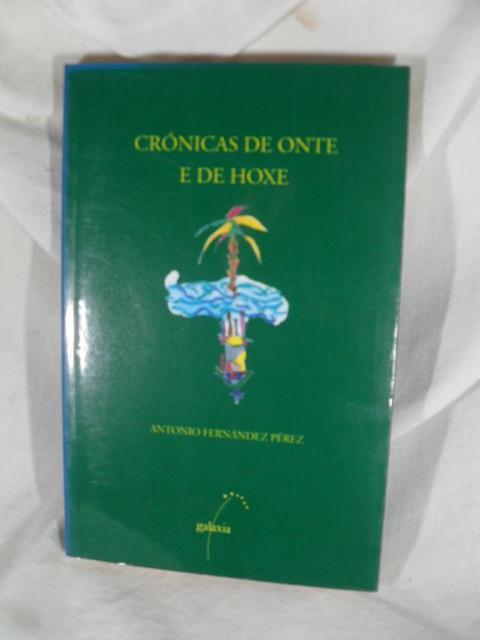 CRÓNICAS DE ONTE
E DE HOXE
ANTONIO FERNÁNDEZ PÉREZ
galaxia